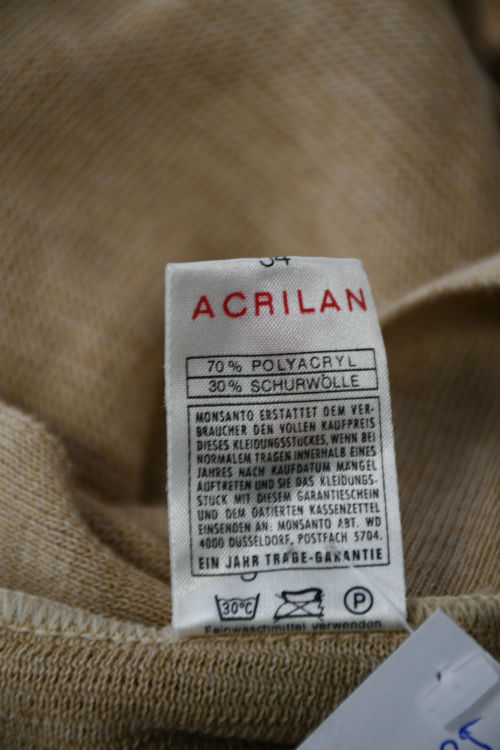 ACRILAN
70% POLYACRYL
30% SCHURWOLLE
MONSANTO ERSTATTET DEM VER-
BRAUCHER DEN VOLLEN KAUFPREIS
DIESES KLEIDUNGSSTÜCKES, WENN BEI
NORMALEM TRAGEN INNERHALB EINES
JAHRES NACH KAUFDATUM MÄNGEL
AUFTRETEN UND SIE DAS KLEIDUNGS-
STÜCK MIT DIESEM GARANTIESCHEIN
UND DEM DATIERTEN KASSENZETTEL
EINSENDEN AN: MONSANTO ABT. WD
4000 DÜSSELDORF, POSTFACH 5704.
EIN JAHR TRAGE-GARANTIE
30°C P
Feinwaschmittel verwenden